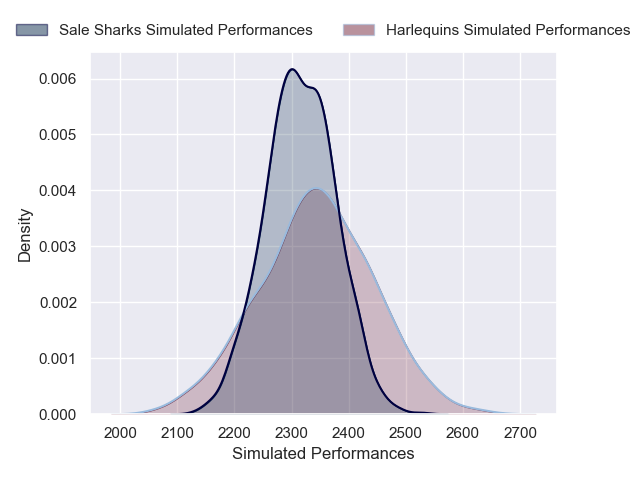 Sale Sharks Simulated Performances Harlequins Simulated Performances
0.006
0.005
0.004
0.003
0.002
0.001
0.000
Density
2000 2100 2200 2300 2400 2500 2600 2700
Simulated Performances